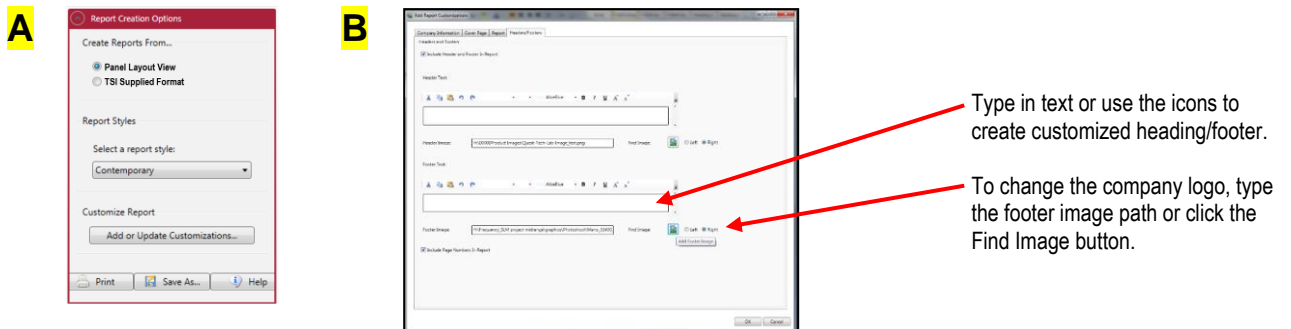 A
Report Creation Options
Create Reports From...
Panel Layout View
TSI Supplied Format
Report Styles
Select a report style:
Contemporary
Customize Report
Add or Update Customizations...
Print Save As... Help
B
Add Report Customizations
Company Information Cover Page Report Headers/Footers
Headers and Footers
Include Header and Footer In Report
Header Text:
Header Image:
Find Image: Left Right
Footer Text:
Footer Image:
Find Image: Left Right
Add Footer Image
Include Page Numbers In Report
OK Cancel
Type in text or use the icons to
create customized heading/footer.
To change the company logo, type
the footer image path or click the
Find Image button.